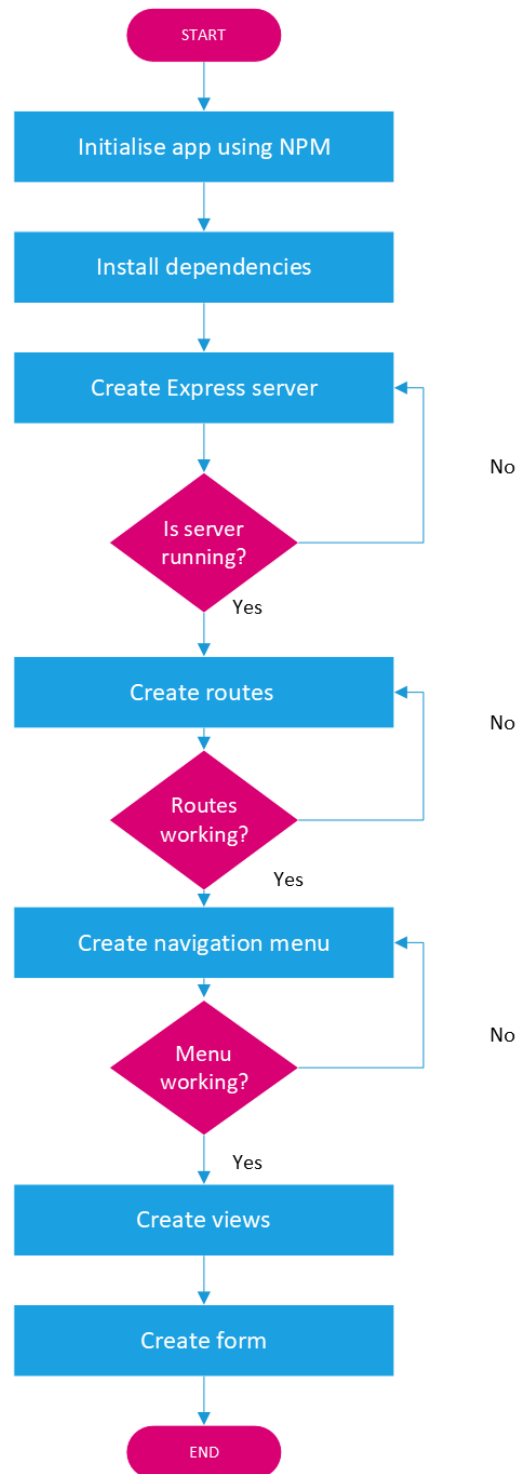 START
Initialise app using NPM
Install dependencies
Create Express server
No
Is server
running?
Yes
Create routes
No
Routes
working?
Yes
Create navigation menu
No
Menu
working?
Yes
Create views
Create form
END